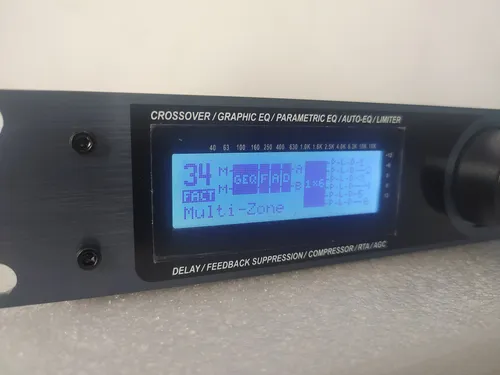 CROSSOVER / GRAPHIC EQ / PARAMETRIC EQ / AUTO-EQ / LIMITER
40 63 100 160 250 400 630 1.0K 1.6K 2.5K 4.0K 6.3K 10K 16K
34 M- GEQ F A D A 1×6
FACT M- B
Multi-Zone
DELAY / FEEDBACK SUPPRESSION / COMPRESSOR / RTA / AGC